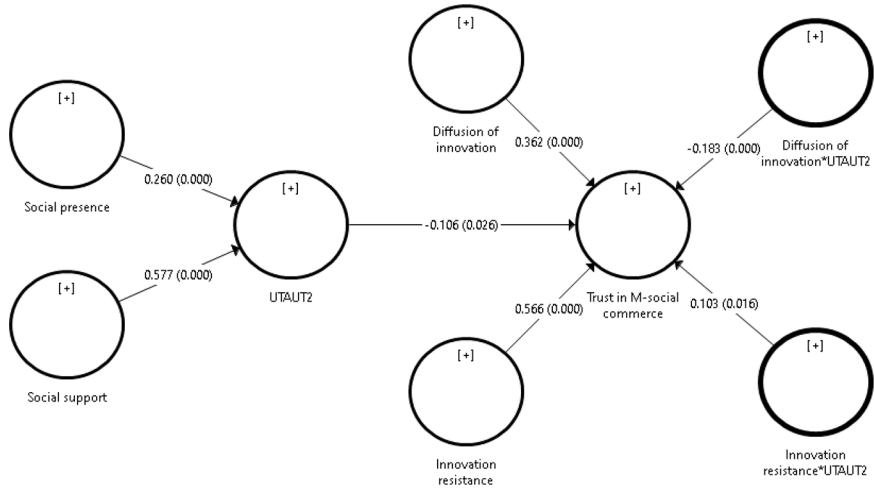 [+]
Social presence
0.260 (0.000)
[+]
Social support
0.577 (0.000)
[+]
UTAUT2
-0.106 (0.026)
[+]
Diffusion of
innovation
0.362 (0.000)
[+]
Innovation
resistance
0.566 (0.000)
[+]
Trust in M-social
commerce
[+]
Diffusion of
innovation*UTAUT2
-0.183 (0.000)
[+]
Innovation
resistance*UTAUT2
0.103 (0.016)